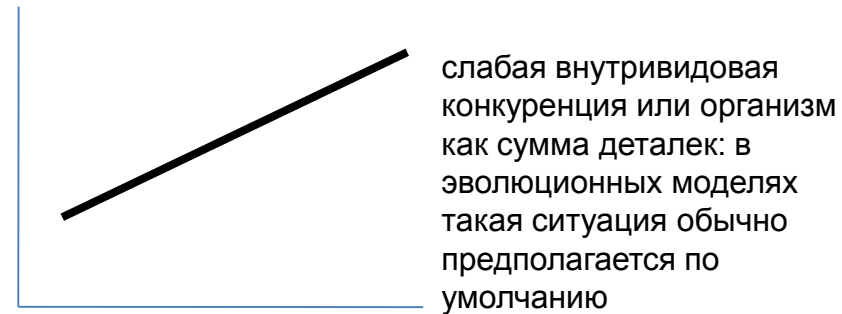 слабая внутривидовая
конкуренция или организм
как сумма деталек: в
эволюционных моделях
такая ситуация обычно
предполагается по
умолчанию